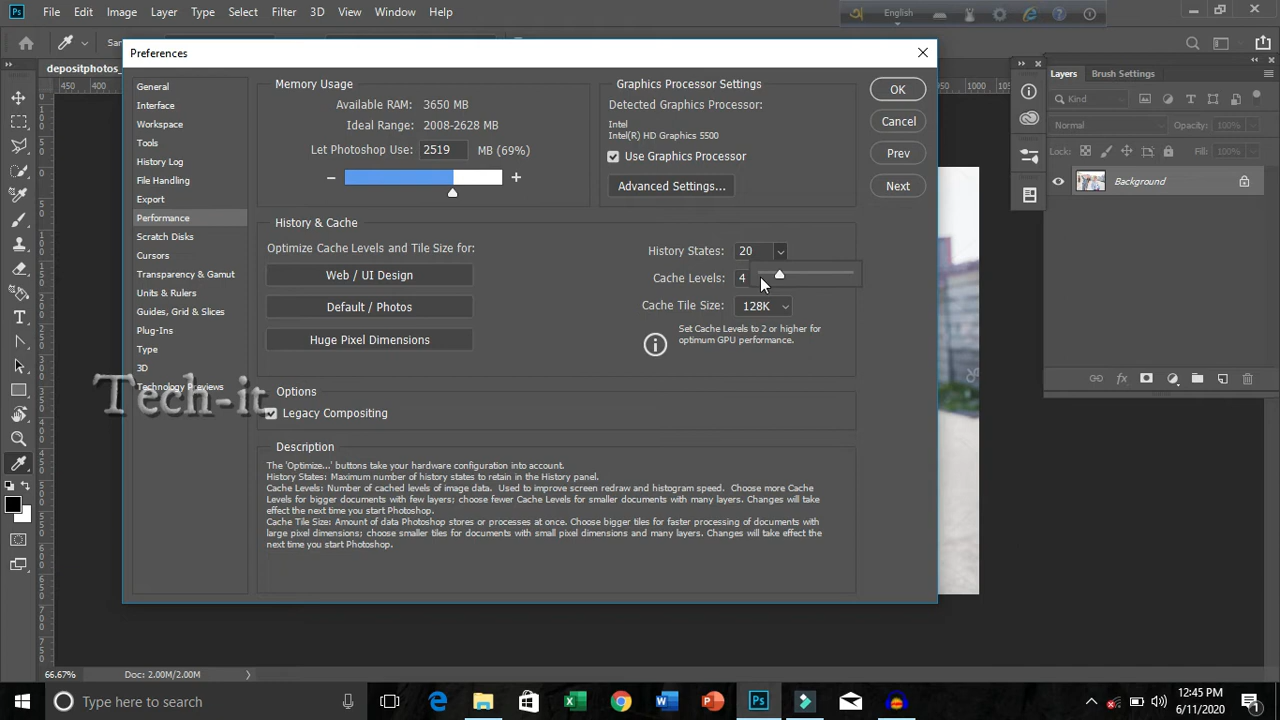 Ps File Edit Image Layer Type Select Filter 3D View Window Help
English
depositphotos_
Preferences
General
Interface
Workspace
Tools
History Log
File Handling
Export
Performance
Scratch Disks
Cursors
Transparency & Gamut
Units & Rulers
Guides, Grid & Slices
Plug-Ins
Type
3D
Technology Previews
Tech-it
Memory Usage
Available RAM: 3650 MB
Ideal Range: 2008-2628 MB
Let Photoshop Use: 2519 MB (69%)
Graphics Processor Settings
Detected Graphics Processor:
Intel
Intel(R) HD Graphics 5500
Use Graphics Processor
Advanced Settings...
OK
Cancel
Prev
Next
History & Cache
Optimize Cache Levels and Tile Size for:
Web / UI Design
Default / Photos
Huge Pixel Dimensions
History States: 20
Cache Levels: 4
Cache Tile Size: 128K
Set Cache Levels to 2 or higher for
optimum GPU performance.
Options
Legacy Compositing
Description
The 'Optimize...' buttons take your hardware configuration into account.
History States: Maximum number of history states to retain in the History panel.
Cache Levels: Number of cached levels of image data. Used to improve screen redraw and histogram speed. Choose more Cache
Levels for bigger documents with few layers; choose fewer Cache Levels for smaller documents with many layers. Changes will take
effect the next time you start Photoshop.
Cache Tile Size: Amount of data Photoshop stores or processes at once. Choose bigger tiles for faster processing of documents with
large pixel dimensions; choose smaller tiles for documents with small pixel dimensions and many layers. Changes will take effect the
next time you start Photoshop.
Layers Brush Settings
Kind
Normal Opacity: 100%
Lock: Fill: 100%
Background
450 400
1000 1050
66.67% Doc: 2.00M/2.00M
Type here to search
12:45 PM
6/11/2020